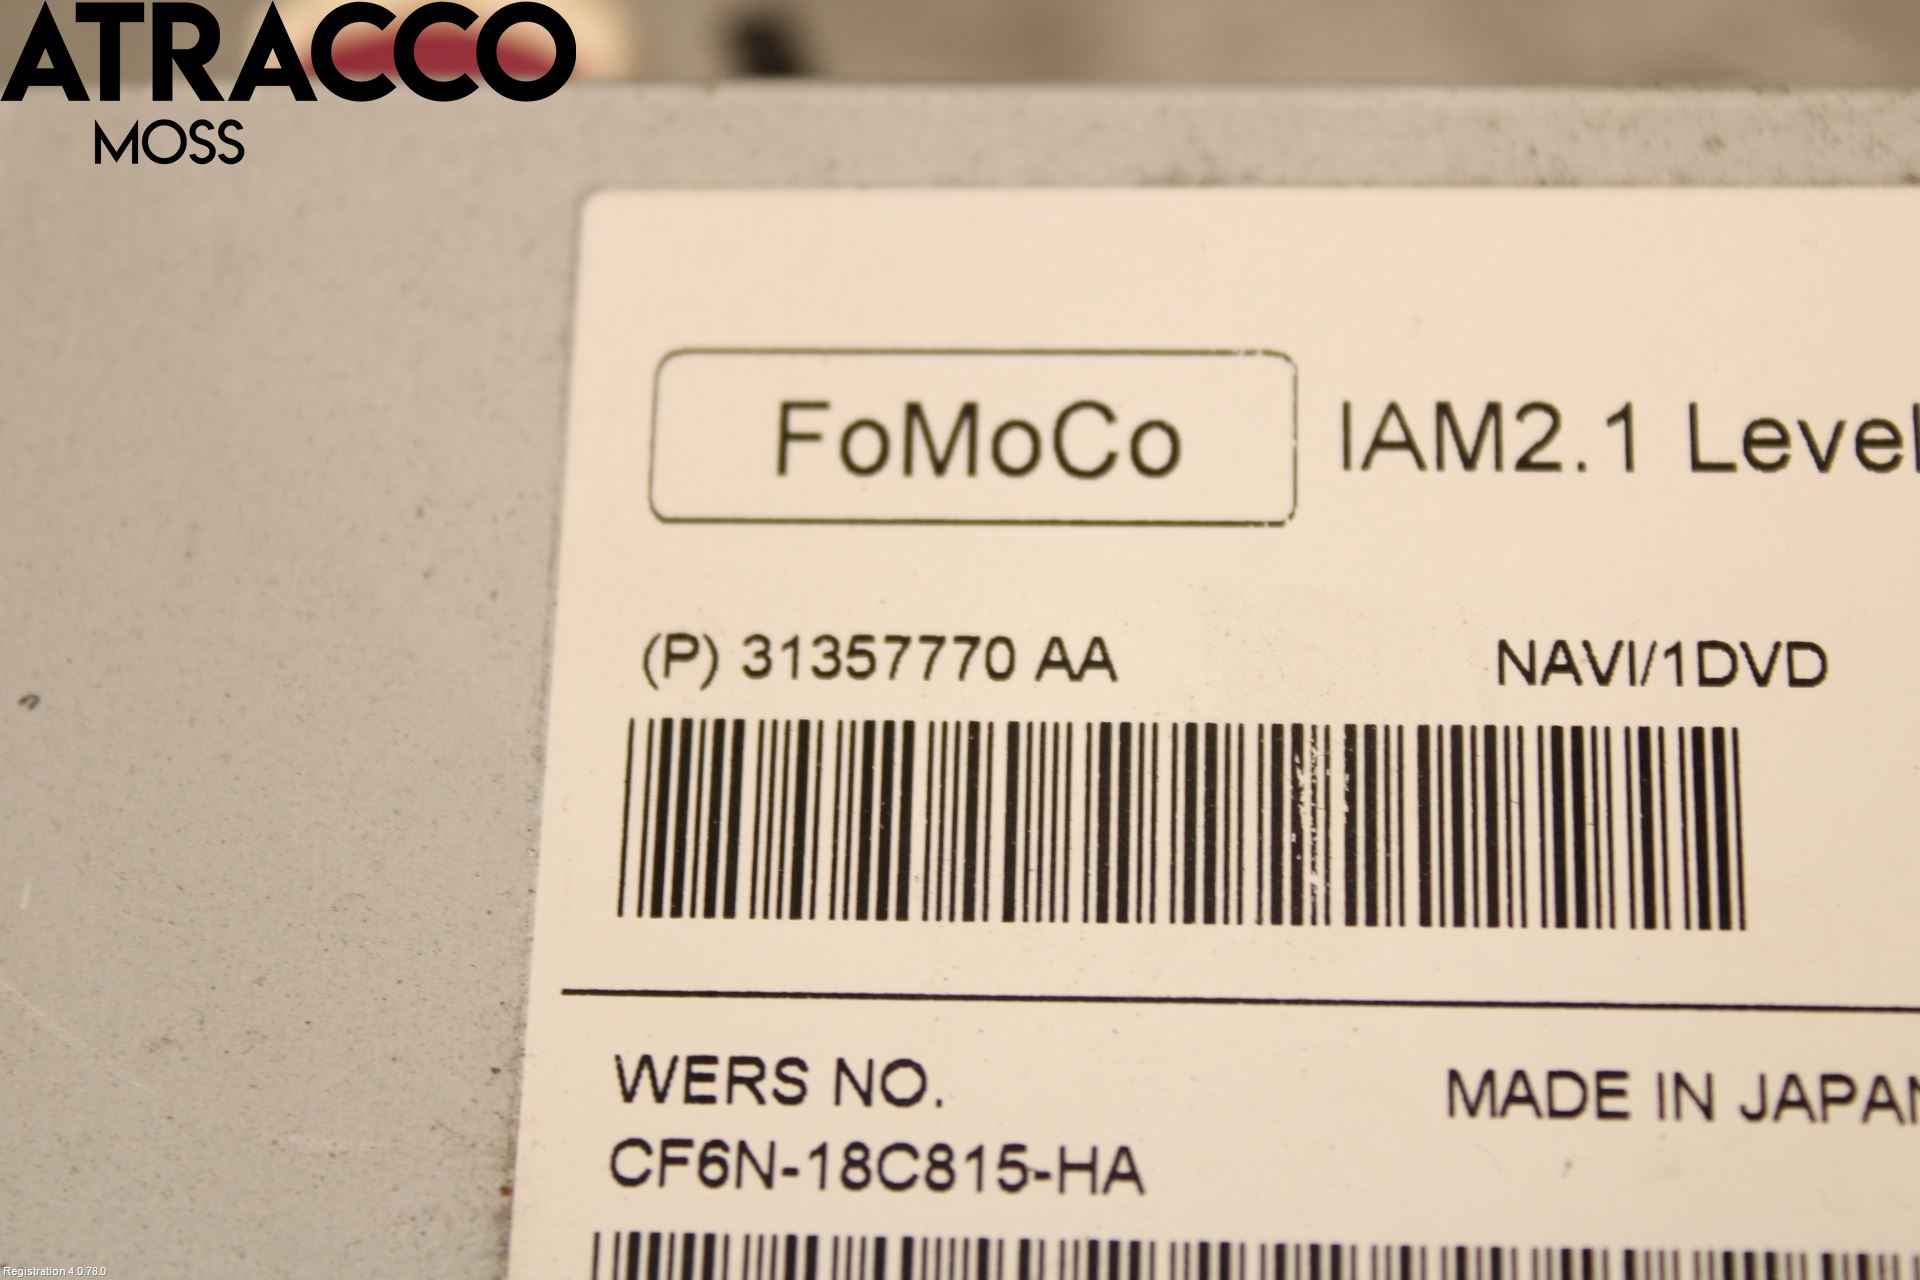 ATRACCO
MOSS
FoMoCo IAM2.1 Level
(P) 31357770 AA NAVI/1DVD
WERS NO. MADE IN JAPAN
CF6N-18C815-HA
Registration 4.0.78.0